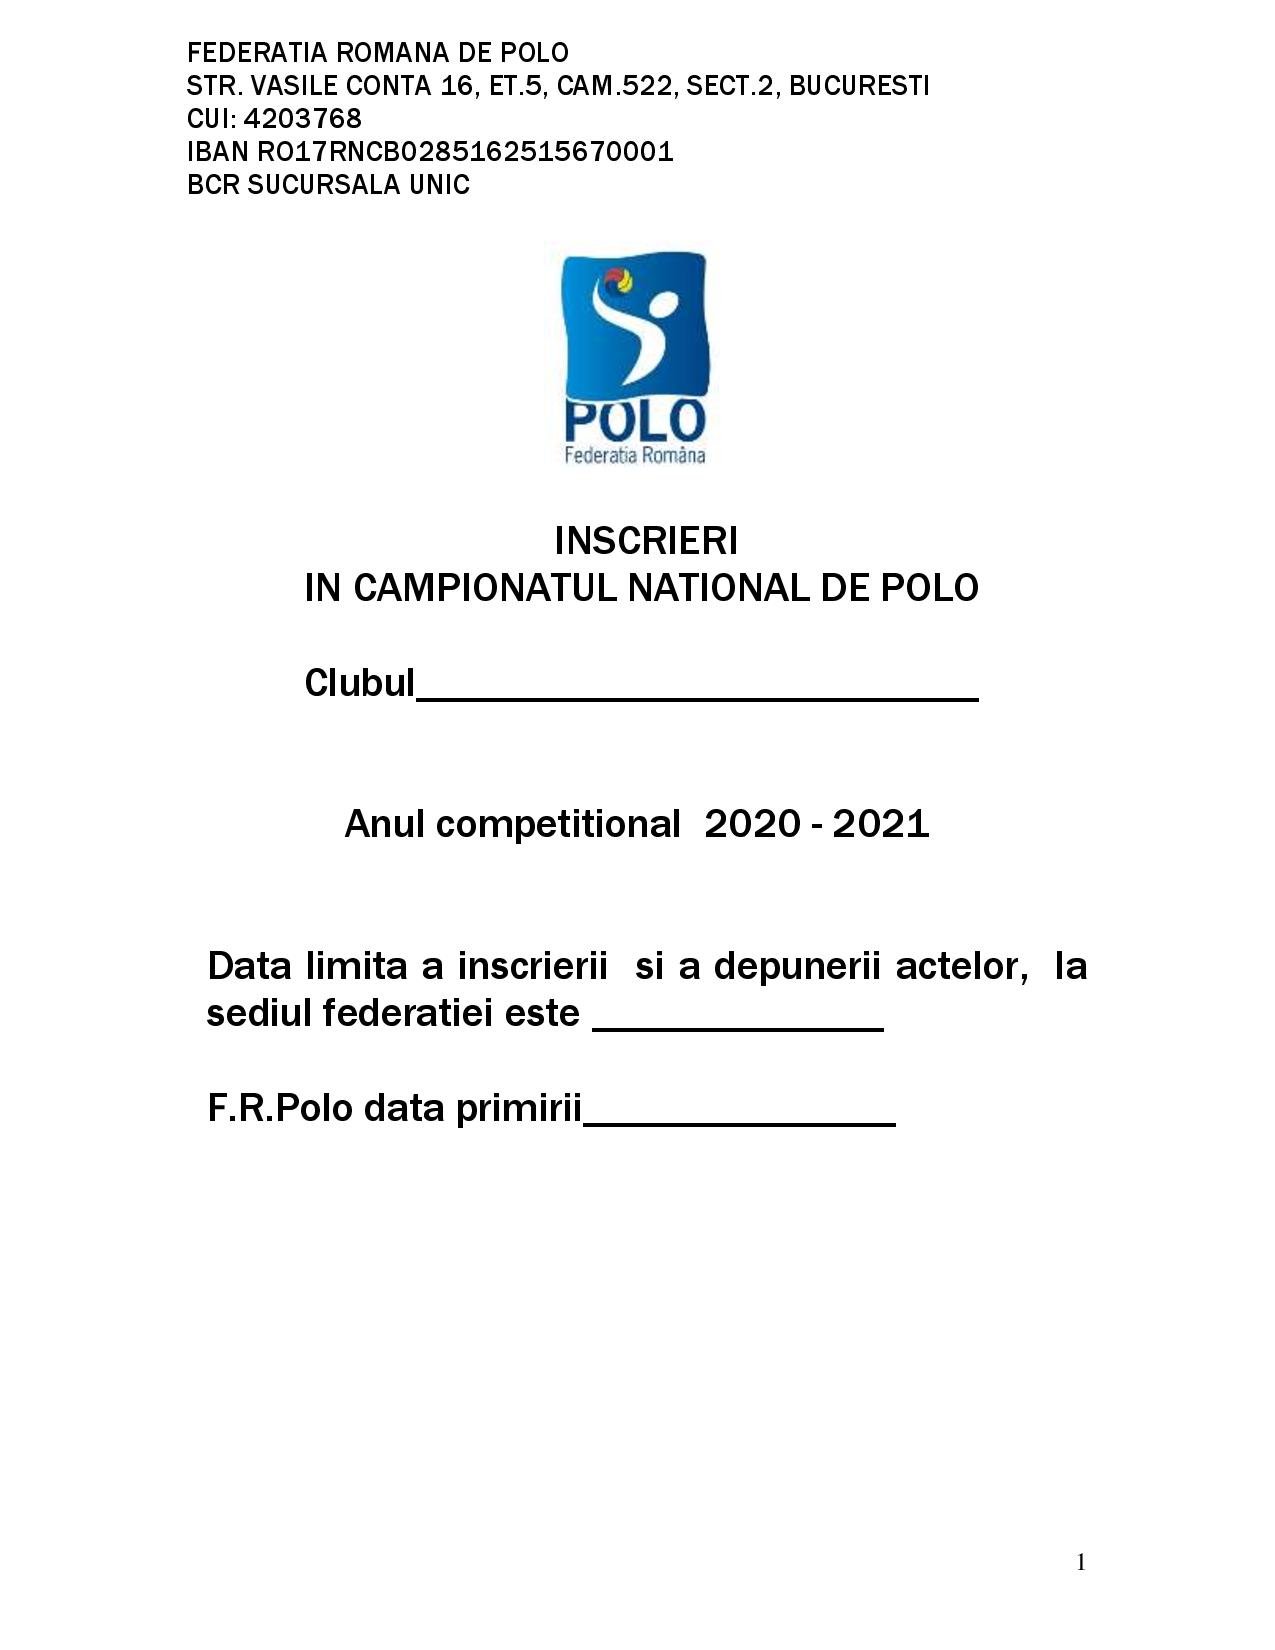 FEDERATIA ROMANA DE POLO
STR. VASILE CONTA 16, ET.5, CAM.522, SECT.2, BUCURESTI
CUI: 4203768
IBAN RO17RNCB0285162515670001
BCR SUCURSALA UNIC
POLO
Federatia Româna
INSCRIERI
IN CAMPIONATUL NATIONAL DE POLO
Clubul___________________________
Anul competitional  2020 - 2021
Data limita a inscrierii  si a depunerii actelor,  la
sediul federatiei este ______________
F.R.Polo data primirii_______________
1